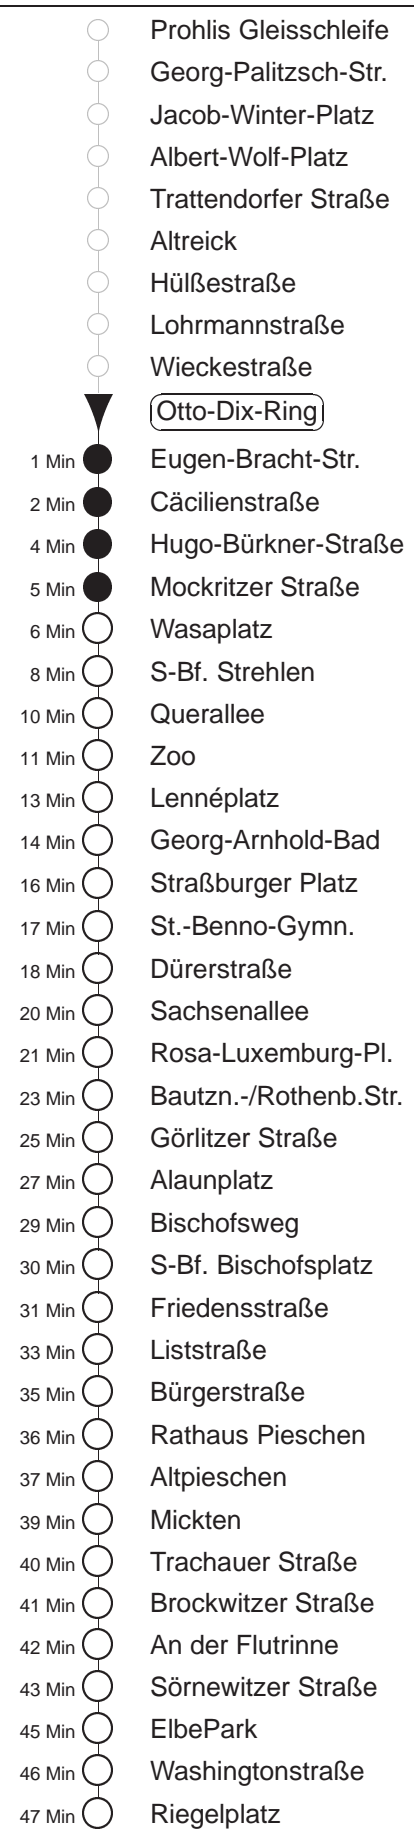 Prohlis Gleisschleife
Georg-Palitzsch-Str.
Jacob-Winter-Platz
Albert-Wolf-Platz
Trattendorfer Straße
Altreick
Hülßestraße
Lohrmannstraße
Wieckestraße
Otto-Dix-Ring
1 Min Eugen-Bracht-Str.
2 Min Cäcilienstraße
4 Min Hugo-Bürkner-Straße
5 Min Mockritzer Straße
6 Min Wasaplatz
8 Min S-Bf. Strehlen
10 Min Querallee
11 Min Zoo
13 Min Lennéplatz
14 Min Georg-Arnhold-Bad
16 Min Straßburger Platz
17 Min St.-Benno-Gymn.
18 Min Dürerstraße
20 Min Sachsenallee
21 Min Rosa-Luxemburg-Pl.
23 Min Bautzn.-/Rothenb.Str.
25 Min Görlitzer Straße
27 Min Alaunplatz
29 Min Bischofsweg
30 Min S-Bf. Bischofsplatz
31 Min Friedensstraße
33 Min Liststraße
35 Min Bürgerstraße
36 Min Rathaus Pieschen
37 Min Altpieschen
39 Min Mickten
40 Min Trachauer Straße
41 Min Brockwitzer Straße
42 Min An der Flutrinne
43 Min Sörnewitzer Straße
45 Min ElbePark
46 Min Washingtonstraße
47 Min Riegelplatz